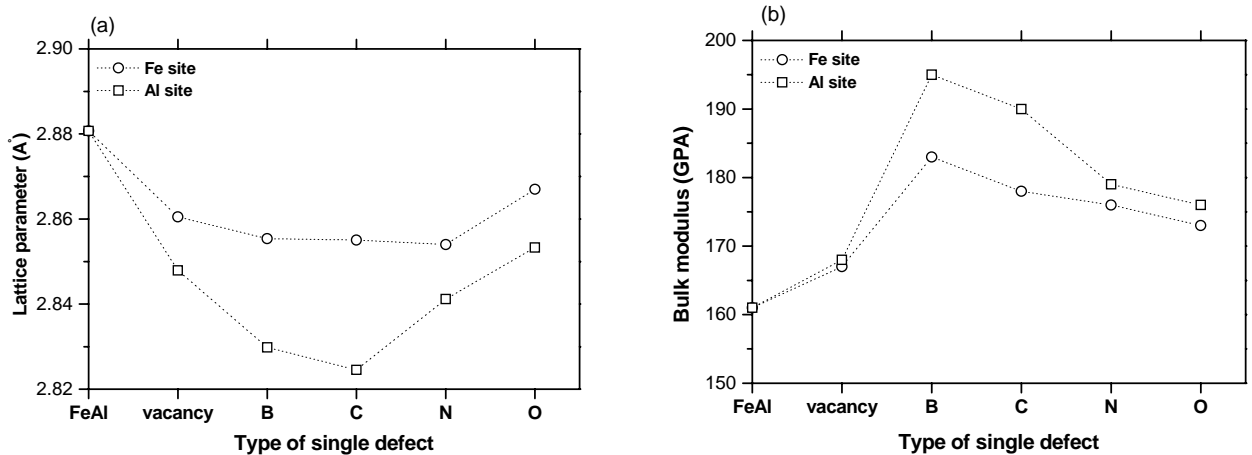 (a)
2.90
2.88
2.86
2.84
2.82
Lattice parameter (A°)
Fe site
Al site
FeAl vacancy B C N O
Type of single defect
(b)
200
190
180
170
160
150
Bulk modulus (GPA)
Fe site
Al site
FeAl vacancy B C N O
Type of single defect